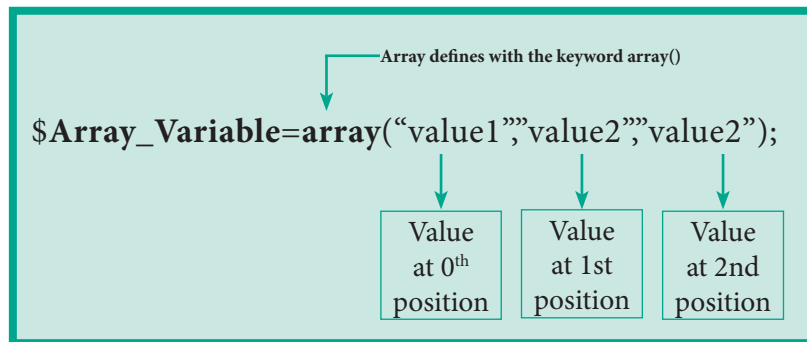 Array defines with the keyword array()
$Array_Variable=array(“value1”,”value2”,”value2”);
Value
at 0th
position
Value
at 1st
position
Value
at 2nd
position